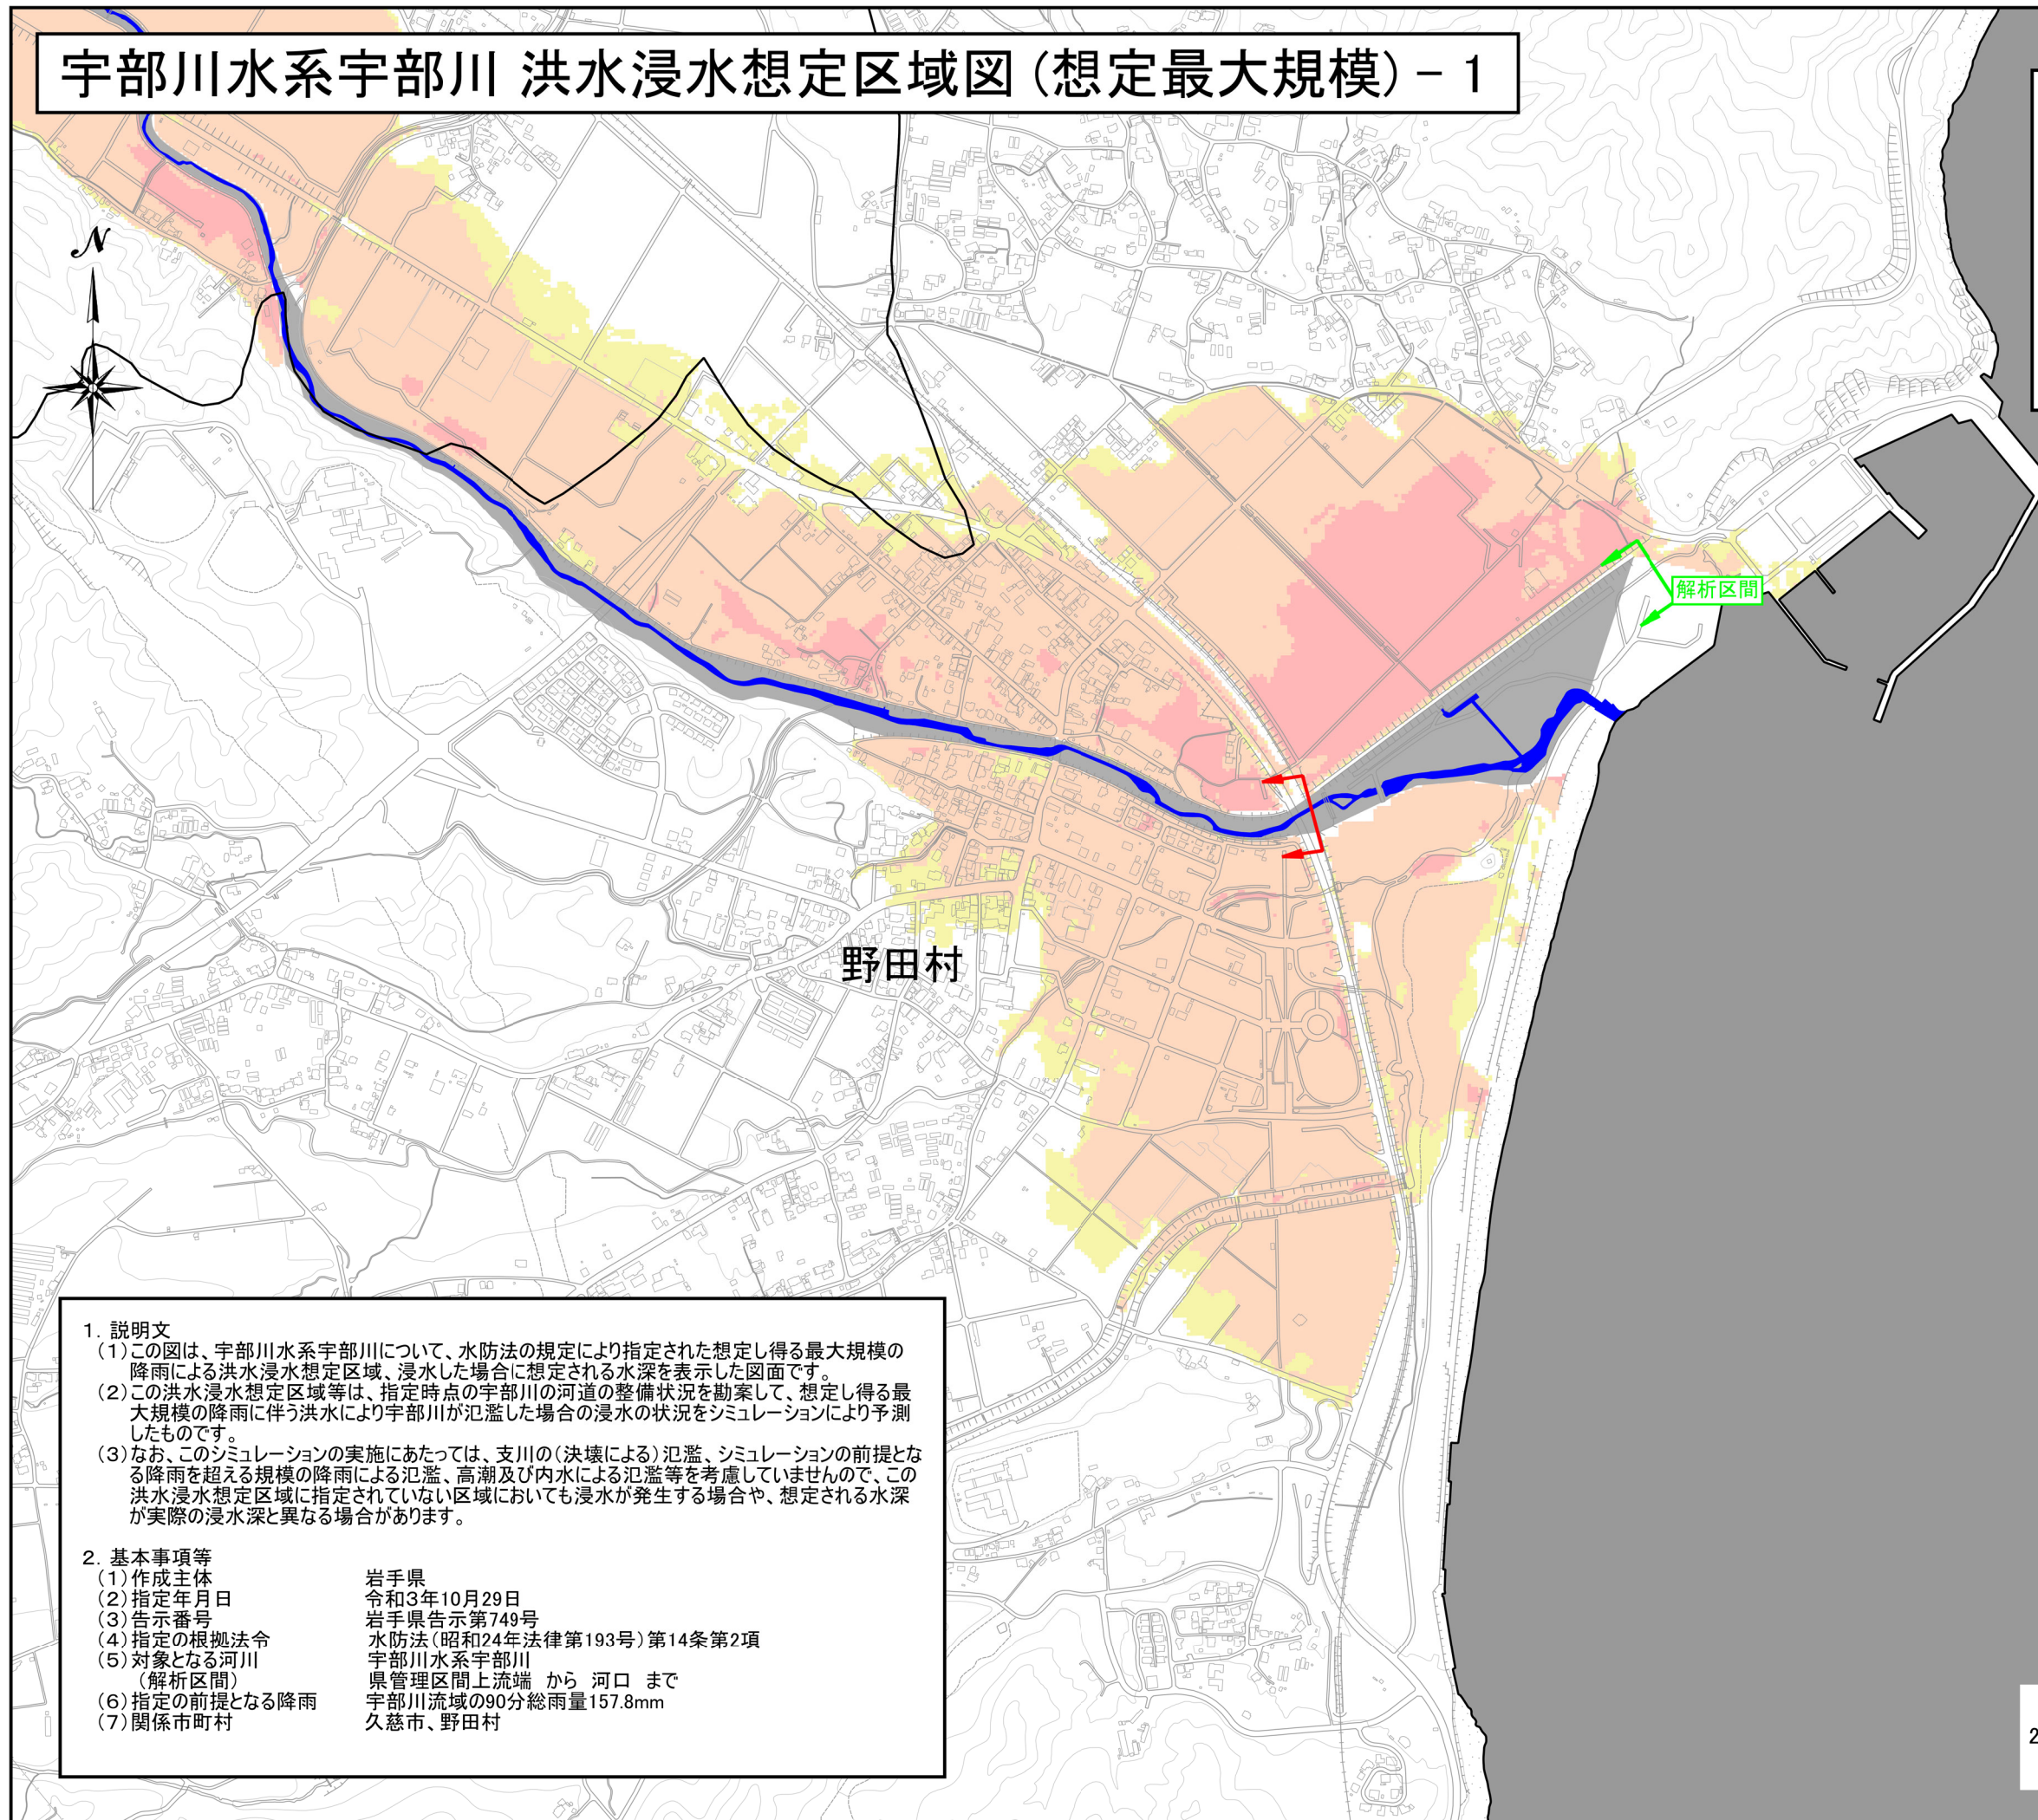 宇部川水系宇部川 洪水浸水想定区域図（想定最大規模）－１
N
解析区間
野田村
1．説明文
（1）この図は、宇部川水系宇部川について、水防法の規定により指定された想定し得る最大規模の
降雨による洪水浸水想定区域、浸水した場合に想定される水深を表示した図面です。
（2）この洪水浸水想定区域等は、指定時点の宇部川の河道の整備状況を勘案して、想定し得る最
大規模の降雨に伴う洪水により宇部川が氾濫した場合の浸水の状況をシミュレーションにより予測
したものです。
（3）なお、このシミュレーションの実施にあたっては、支川の（決壊による）氾濫、シミュレーションの前提とな
る降雨を超える規模の降雨による氾濫、高潮及び内水による氾濫等を考慮していませんので、この
洪水浸水想定区域に指定されていない区域においても浸水が発生する場合や、想定される水深
が実際の浸水深と異なる場合があります。
2．基本事項等
（1）作成主体 岩手県
（2）指定年月日 令和3年10月29日
（3）告示番号 岩手県告示第749号
（4）指定の根拠法令 水防法（昭和24年法律第193号）第14条第2項
（5）対象となる河川 宇部川水系宇部川
（解析区間） 県管理区間上流端 から 河口 まで
（6）指定の前提となる降雨 宇部川流域の90分総雨量157.8mm
（7）関係市町村 久慈市、野田村
2